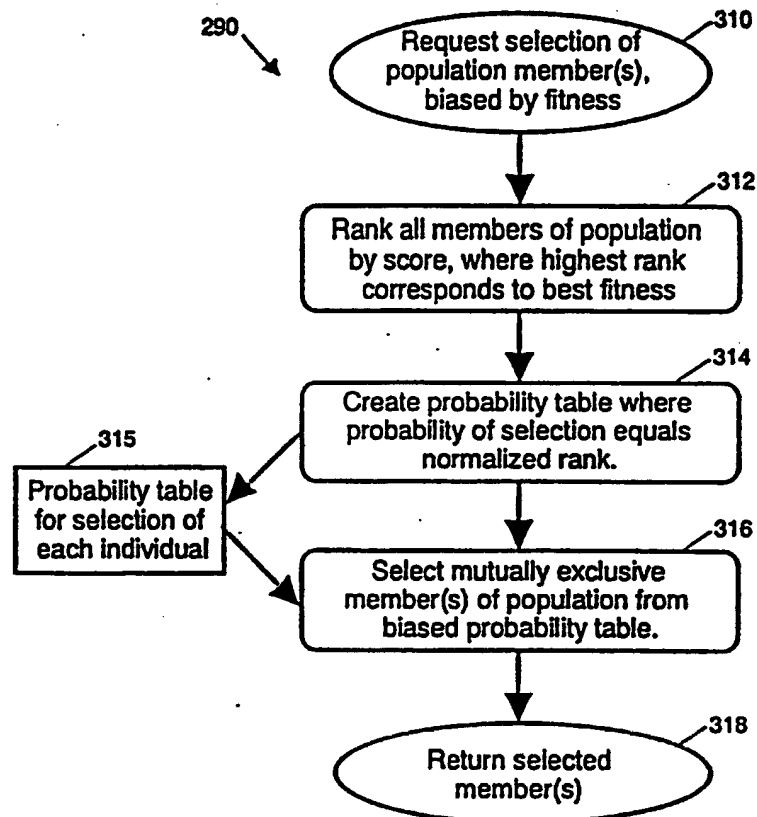 290
310
Request selection of
population member(s),
biased by fitness
312
Rank all members of population
by score, where highest rank
corresponds to best fitness
314
Create probability table where
probability of selection equals
normalized rank.
315
Probability table
for selection of
each individual
316
Select mutually exclusive
member(s) of population from
biased probability table.
318
Return selected
member(s)